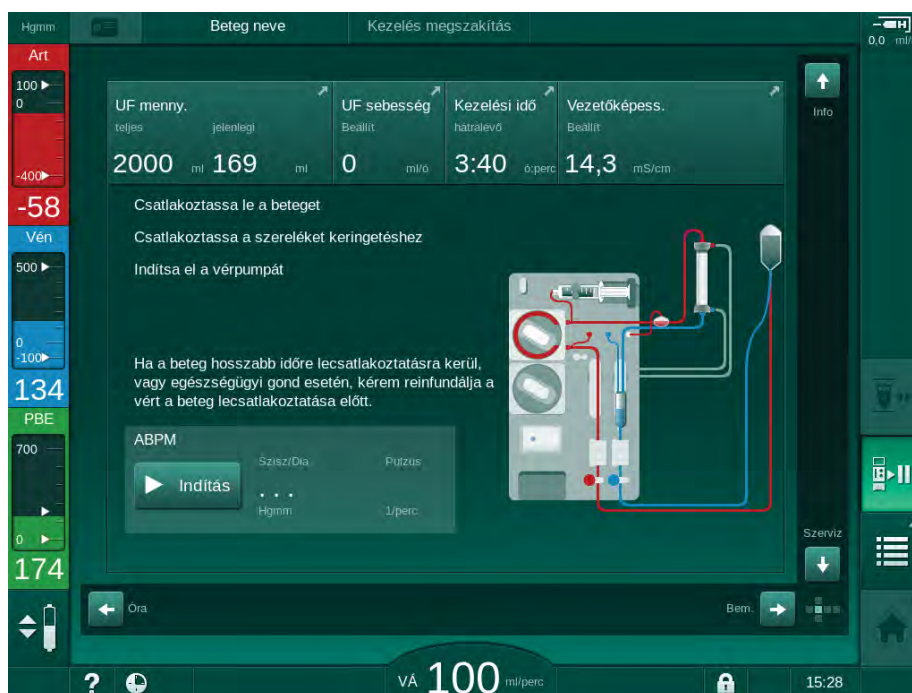 Hgmm
Beteg neve
Kezelés megszakítás
0,0 ml/
Art
100
0
-400
-58
Vén
500
0
-100
134
PBE
700
0
174
UF menny.
teljes jelenlegi
2000 ml 169 ml
UF sebesség
Beállít
0 ml/ó
Kezelési idő
hátralevő
3:40 ó:perc
Vezetőképess.
Beállít
14,3 mS/cm
Info
Csatlakoztassa le a beteget
Csatlakoztassa a szereléket keringetéshez
Indítsa el a vérpumpát
Ha a beteg hosszabb időre lecsatlakoztatásra kerül,
vagy egészségügyi gond esetén, kérem reinfundálja a
vért a beteg lecsatlakoztatása előtt.
ABPM
Szisz/Dia Pulzus
Indítás
. . .
Hgmm 1/perc
Szerviz
Óra
Bem.
? VÁ 100 ml/perc 15:28